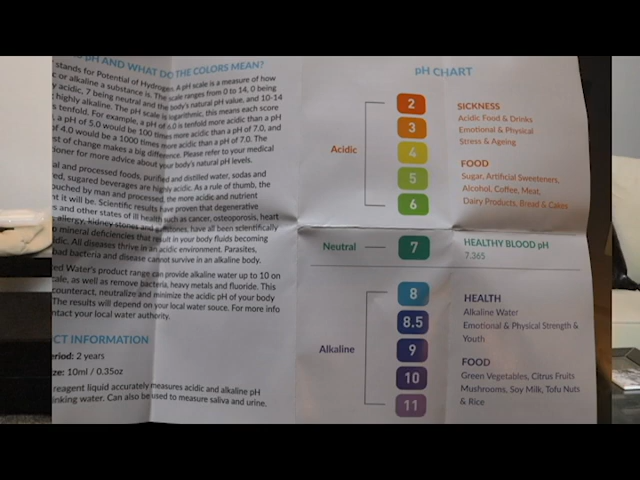 pH AND WHAT DO THE COLORS MEAN?
stands for Potential of Hydrogen. A pH scale is a measure of how
c or alkaline a substance is. The scale ranges from 0 to 14, 0 being
y acidic, 7 being neutral and the body's natural pH value, and 10-14
highly alkaline. The pH scale is logarithmic, this means each score
s tenfold. For example, a pH of 6.0 is tenfold more acidic than a pH
, a pH of 5.0 would be 100 times more acidic than a pH of 7.0, and
f 4.0 would be a 1000 times more acidic than a pH of 7.0. The
st of change makes a big difference. Please refer to your medical
ioner for more advice about your body's natural pH levels.
al and processed foods, purified and distilled water, sodas and
ed, sugared beverages are highly acidic. As a rule of thumb, the
ouched by man and processed, the more acidic and nutrient
nt it will be. Scientific results have proven that degenerative
s and other states of ill health such as cancer, osteoporosis, heart
allergy, kidney stones and gallstones, have all been scientifically
o mineral deficiencies that result in your body fluids becoming
idic. All diseases thrive in an acidic environment. Parasites,
bad bacteria and disease cannot survive in an alkaline body.
ed Water's product range can provide alkaline water up to 10 on
cale, as well as remove bacteria, heavy metals and fluoride. This
counteract, neutralize and minimize the acidic pH of your body
The results will depend on your local water souce. For more info
ntact your local water authority.
CT INFORMATION
eriod: 2 years
ze: 10ml / 0.35oz
reagent liquid accurately measures acidic and alkaline pH
inking water. Can also be used to measure saliva and urine.
pH CHART
Acidic
2
3
4
5
6
SICKNESS
Acidic Food & Drinks
Emotional & Physical
Stress & Ageing
FOOD
Sugar, Artificial Sweeteners,
Alcohol, Coffee, Meat,
Dairy Products, Bread & Cakes
Neutral
7
HEALTHY BLOOD pH
7.365
Alkaline
8
8.5
9
10
11
HEALTH
Alkaline Water
Emotional & Physical Strength &
Youth
FOOD
Green Vegetables, Citrus Fruits
Mushrooms, Soy Milk, Tofu Nuts
& Rice